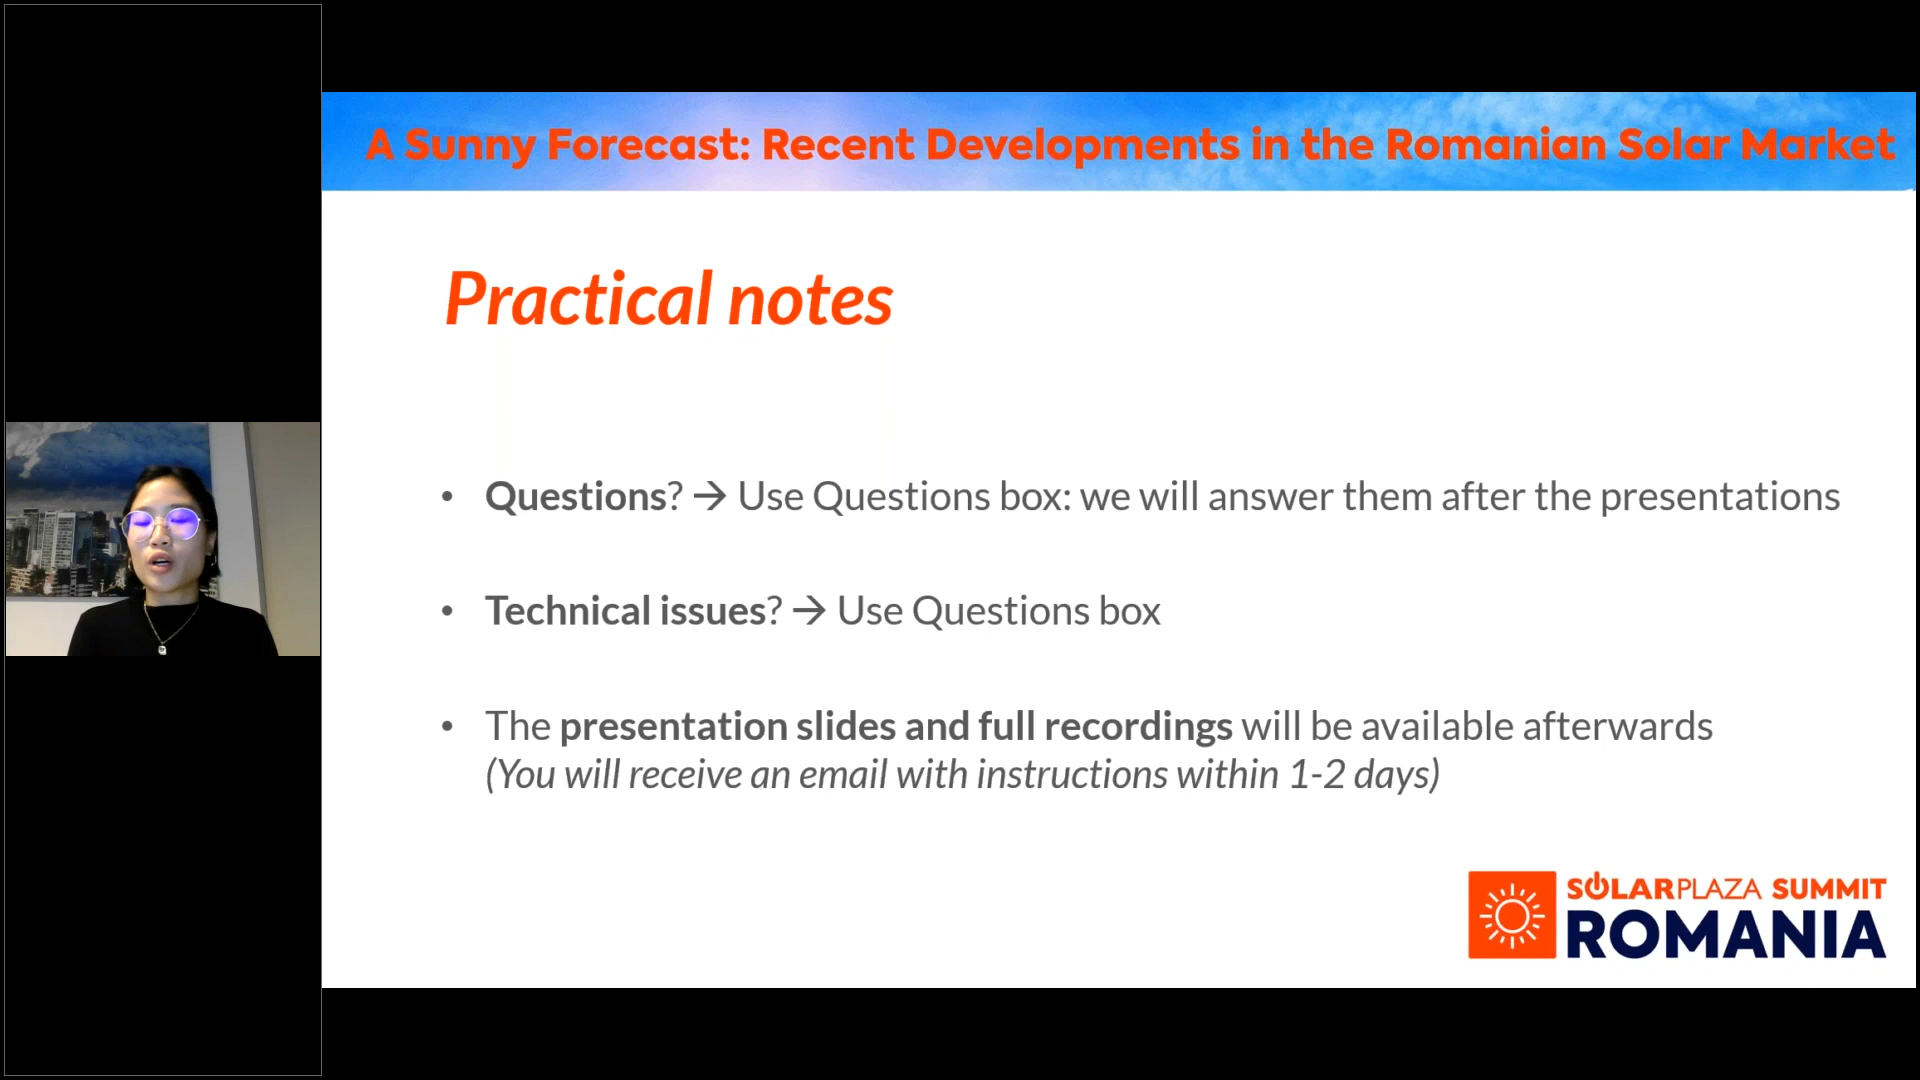 A Sunny Forecast: Recent Developments in the Romanian Solar Market
Practical notes
• Questions? → Use Questions box: we will answer them after the presentations
• Technical issues? → Use Questions box
• The presentation slides and full recordings will be available afterwards
(You will receive an email with instructions within 1-2 days)
SOLARPLAZA SUMMIT
ROMANIA